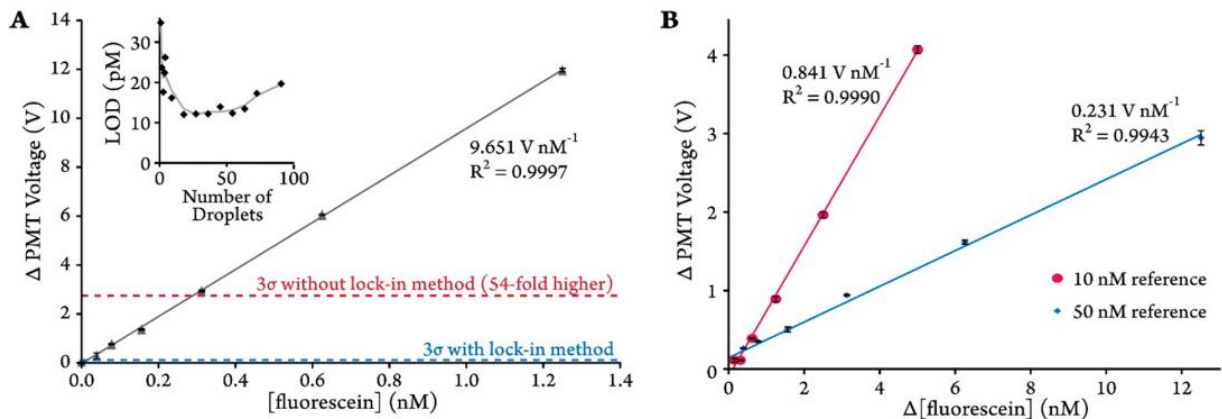 A
Δ PMT Voltage (V)
14
12
10
8
6
4
2
0
0.0 0.2 0.4 0.6 0.8 1.0 1.2 1.4
[fluorescein] (nM)
LOD (pM)
30
20
10
0
0 50 100
Number of
Droplets
9.651 V nM⁻¹
R² = 0.9997
3σ without lock-in method (54-fold higher)
3σ with lock-in method
B
Δ PMT Voltage (V)
4
3
2
1
0
0 2 4 6 8 10 12
Δ[fluorescein] (nM)
0.841 V nM⁻¹
R² = 0.9990
0.231 V nM⁻¹
R² = 0.9943
10 nM reference
50 nM reference